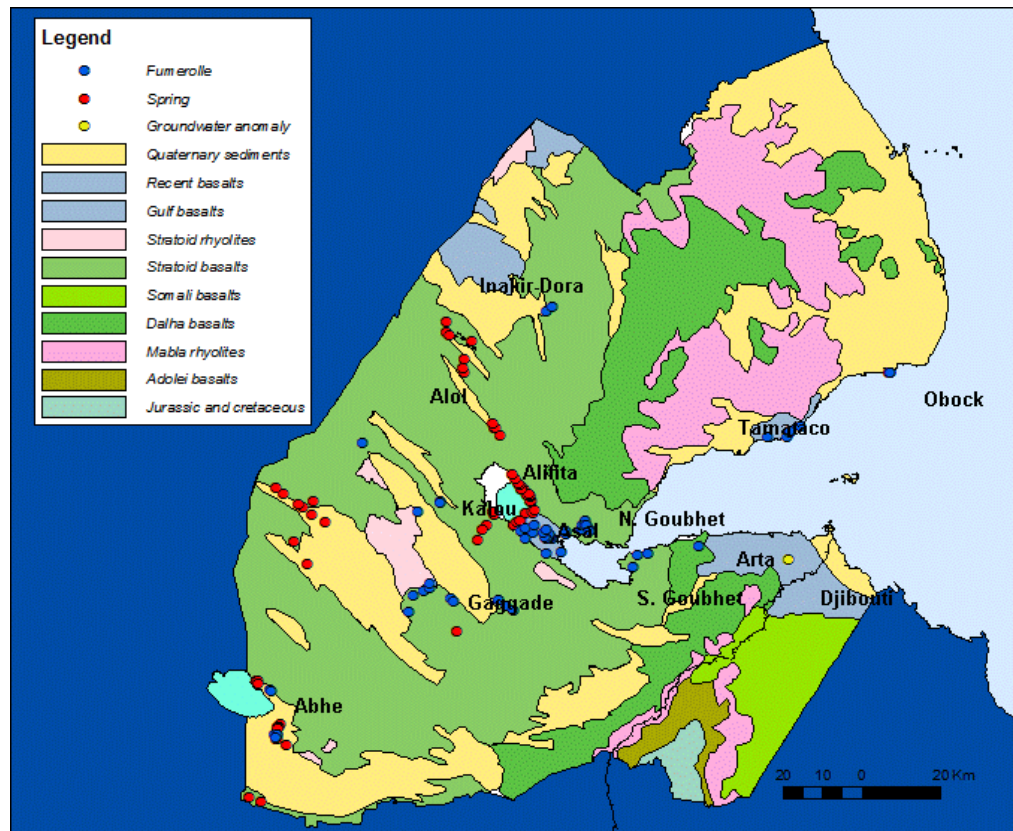 Legend
Fumerolle
Spring
Groundwater anomaly
Quaternary sediments
Recent basalts
Gulf basalts
Stratoid rhyolites
Stratoid basalts
Somali basalts
Dalha basalts
Mabla rhyolites
Adolei basalts
Jurassic and cretaceous
Inakir-Dora
Alol
Obock
Tamataco
Alifita
Kalou
Asal
N. Goubhet
Arta
Gaggade
S. Goubhet
Djibouti
Abhe
20 10 0 20 Km